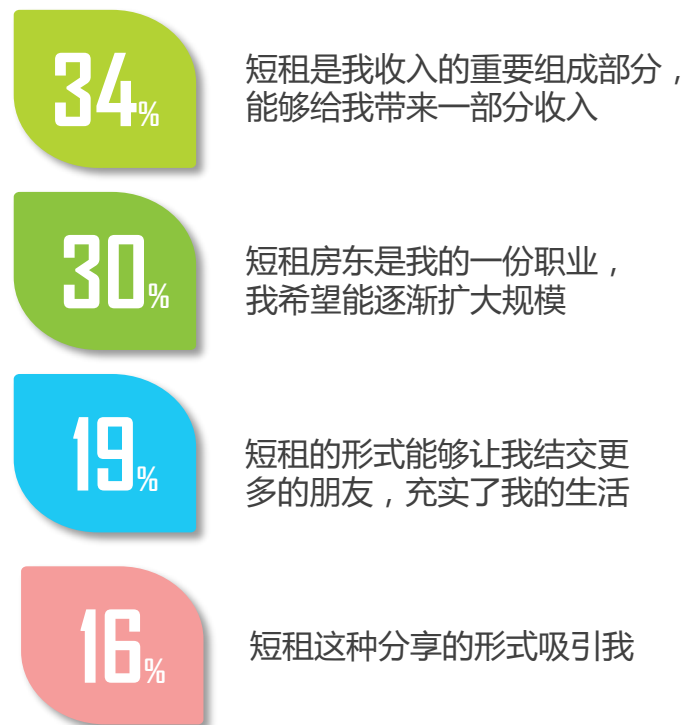 34%
短租是我收入的重要组成部分，
能够给我带来一部分收入
30%
短租房东是我的一份职业，
我希望能逐渐扩大规模
19%
短租的形式能够让我结交更
多的朋友，充实了我的生活
16%
短租这种分享的形式吸引我